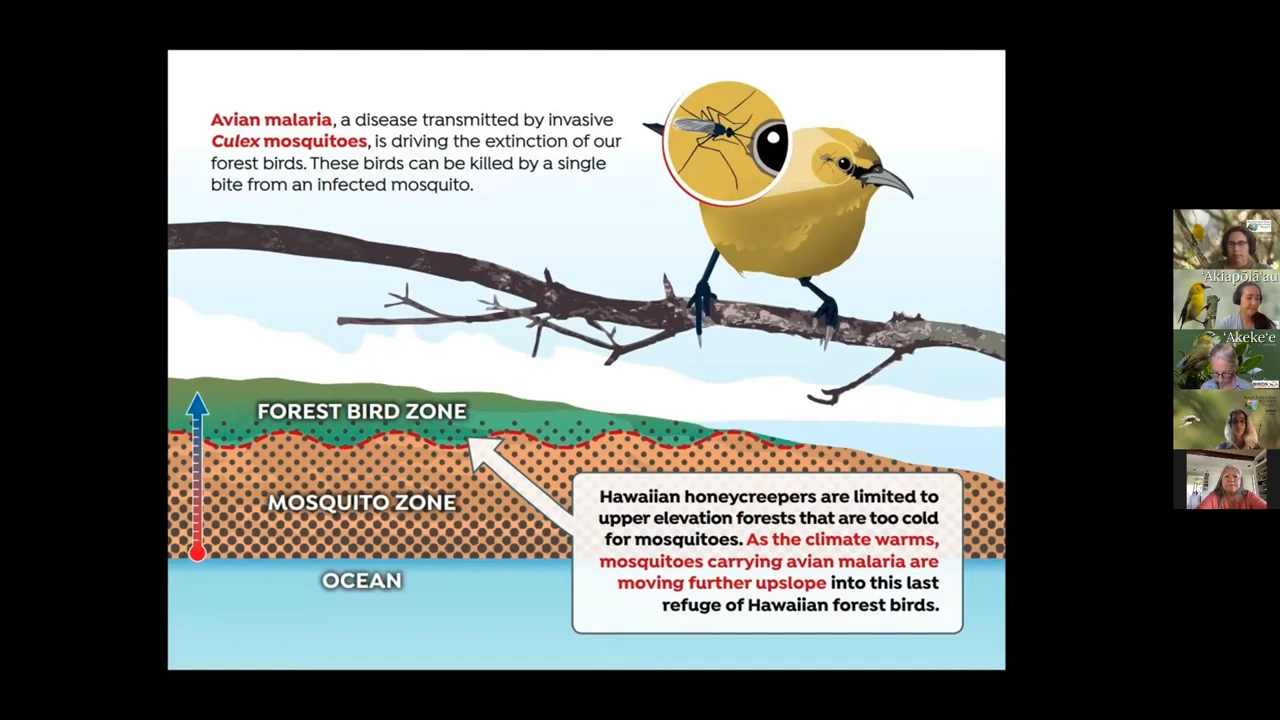 Avian malaria, a disease transmitted by invasive
Culex mosquitoes, is driving the extinction of our
forest birds. These birds can be killed by a single
bite from an infected mosquito.
FOREST BIRD ZONE
MOSQUITO ZONE
OCEAN
Hawaiian honeycreepers are limited to
upper elevation forests that are too cold
for mosquitoes. As the climate warms,
mosquitoes carrying avian malaria are
moving further upslope into this last
refuge of Hawaiian forest birds.
ʻAkiapōlāʻau
ʻAkekeʻe
BIRDS